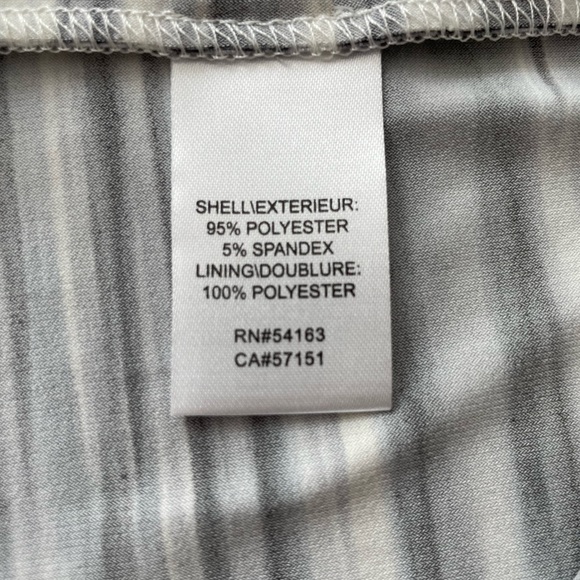 SHELL\EXTERIEUR:
95% POLYESTER
5% SPANDEX
LINING\DOUBLURE:
100% POLYESTER
RN#54163
CA#57151